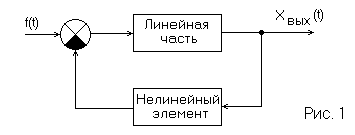 f(t)
Линейная
часть
X вых (t)
Нелинейный
элемент
Рис. 1